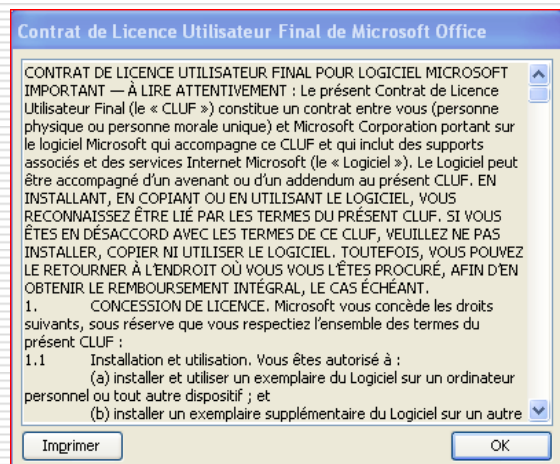 Contrat de Licence Utilisateur Final de Microsoft Office
CONTRAT DE LICENCE UTILISATEUR FINAL POUR LOGICIEL MICROSOFT
IMPORTANT — À LIRE ATTENTIVEMENT : Le présent Contrat de Licence
Utilisateur Final (le « CLUF ») constitue un contrat entre vous (personne
physique ou personne morale unique) et Microsoft Corporation portant sur
le logiciel Microsoft qui accompagne ce CLUF et qui inclut des supports
associés et des services Internet Microsoft (le « Logiciel »). Le Logiciel peut
être accompagné d'un avenant ou d'un addendum au présent CLUF. EN
INSTALLANT, EN COPIANT OU EN UTILISANT LE LOGICIEL, VOUS
RECONNAISSEZ ÊTRE LIÉ PAR LES TERMES DU PRÉSENT CLUF. SI VOUS
ÊTES EN DÉSACCORD AVEC LES TERMES DE CE CLUF, VEUILLEZ NE PAS
INSTALLER, COPIER NI UTILISER LE LOGICIEL. TOUTEFOIS, VOUS POUVEZ
LE RETOURNER À L'ENDROIT OÙ VOUS VOUS L'ÊTES PROCURÉ, AFIN D'EN
OBTENIR LE REMBOURSEMENT INTÉGRAL, LE CAS ÉCHÉANT.
1. CONCESSION DE LICENCE. Microsoft vous concède les droits
suivants, sous réserve que vous respectiez l'ensemble des termes du
présent CLUF :
1.1 Installation et utilisation. Vous êtes autorisé à :
(a) installer et utiliser un exemplaire du Logiciel sur un ordinateur
personnel ou tout autre dispositif ; et
(b) installer un exemplaire supplémentaire du Logiciel sur un autre
Imprimer
OK